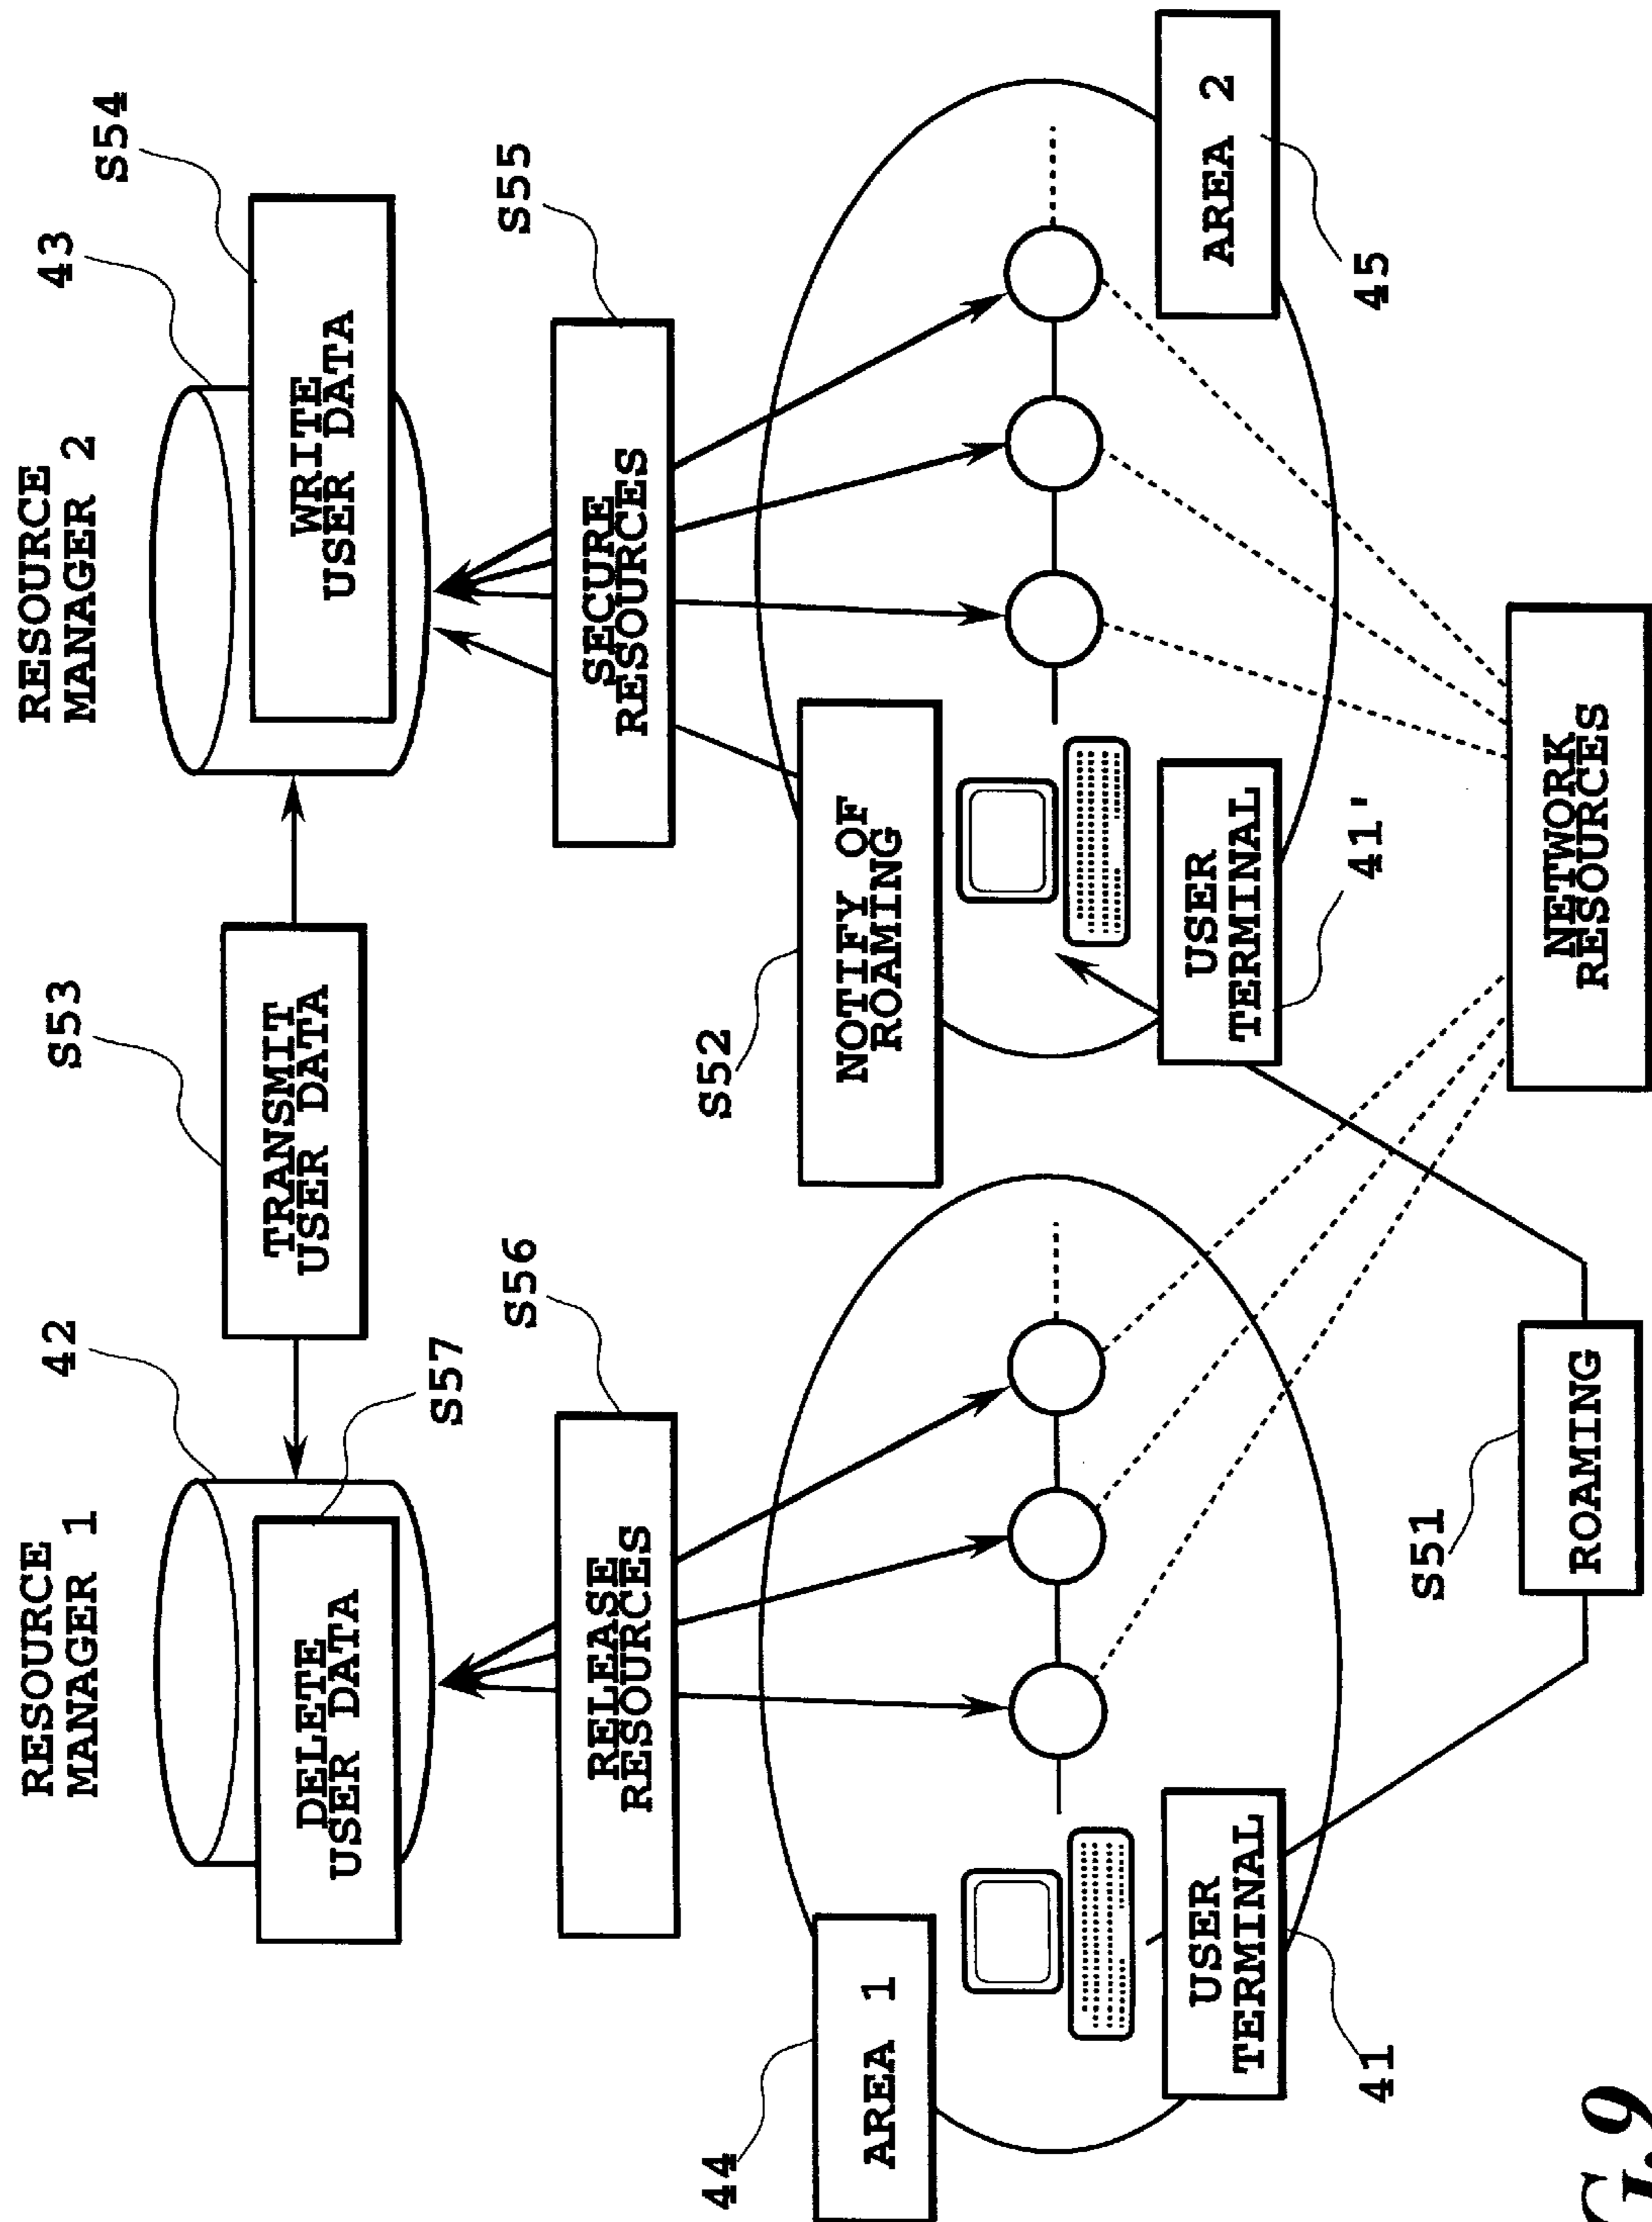 RESOURCE
MANAGER 1
42
DELETE
USER DATA
S57
S53
TRANSMIT
USER DATA
RESOURCE
MANAGER 2
43
S54
WRITE
USER DATA
RELEASE
RESOURCES
S56
SECURE
RESOURCES
S55
44
AREA 1
S52
NOTIFY OF
ROAMING
USER
TERMINAL
41
USER
TERMINAL
41'
AREA 2
45
S51
ROAMING
NETWORK
RESOURCES
G.9